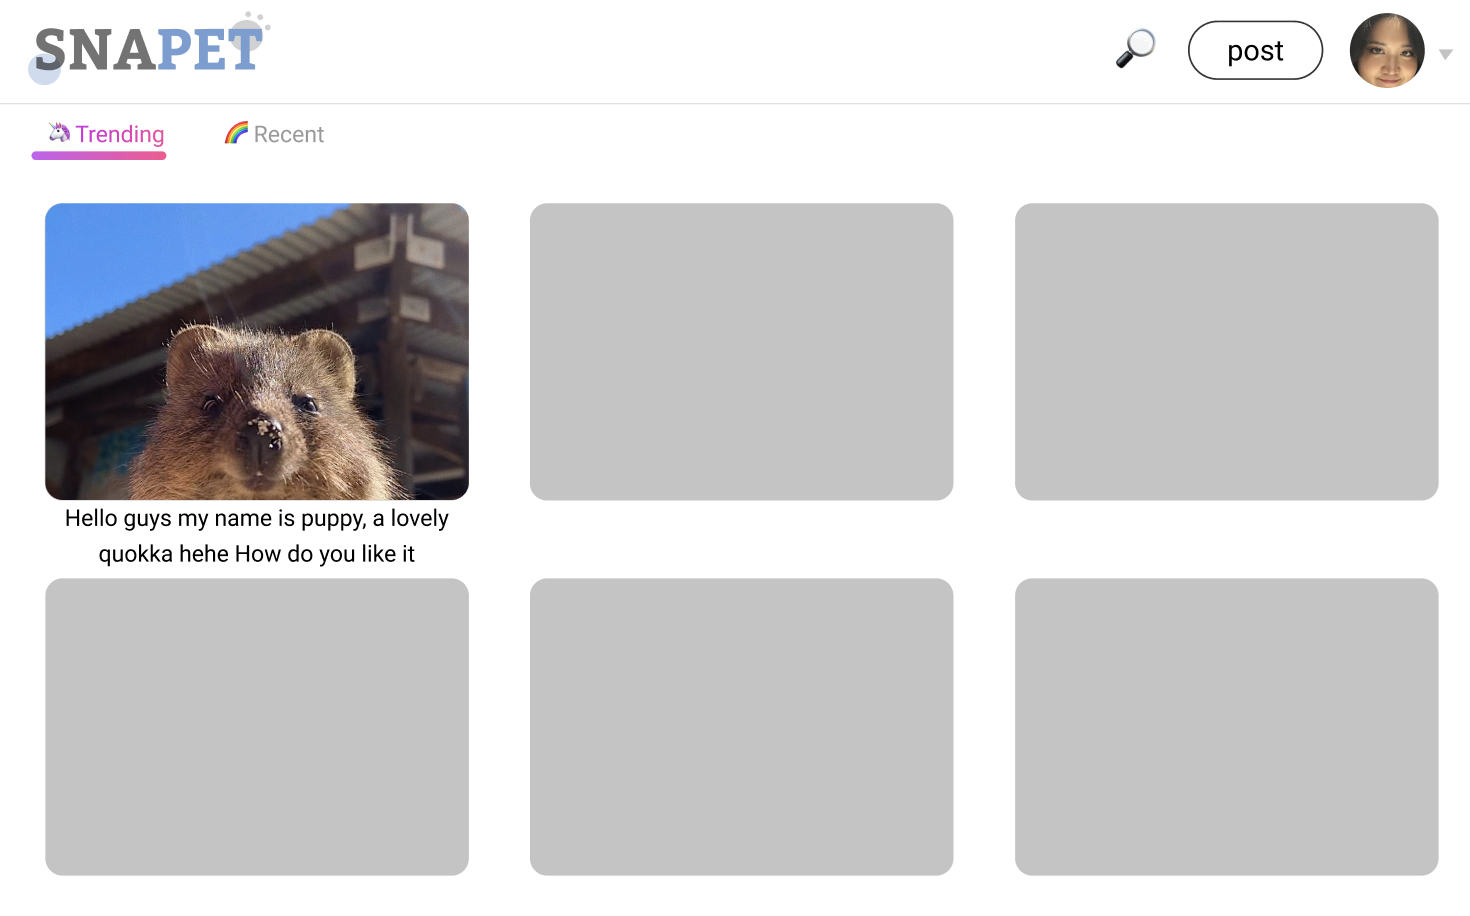 SNAPET
post
Trending
Recent
Hello guys my name is puppy, a lovely
quokka hehe How do you like it